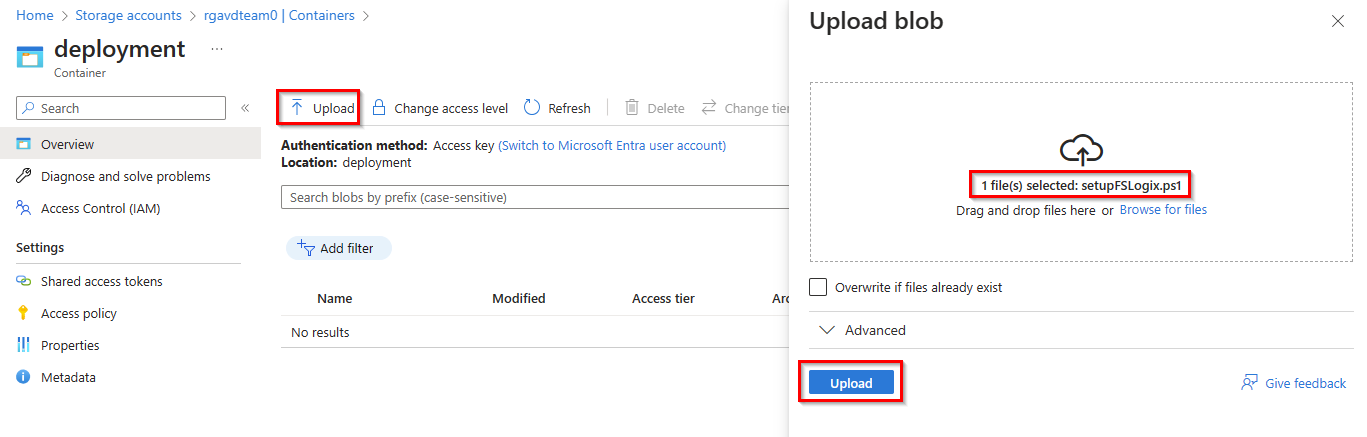 Home > Storage accounts > rgavdteam0 | Containers >
deployment ...
Container
Search
«
Overview
Diagnose and solve problems
Access Control (IAM)
Settings
Shared access tokens
Access policy
Properties
Metadata
Upload Change access level Refresh Delete Change tier
Authentication method: Access key (Switch to Microsoft Entra user account)
Location: deployment
Search blobs by prefix (case-sensitive)
Add filter
Name Modified Access tier Arc
No results
Upload blob
1 file(s) selected: setupFSLogix.ps1
Drag and drop files here or Browse for files
Overwrite if files already exist
Advanced
Upload
Give feedback